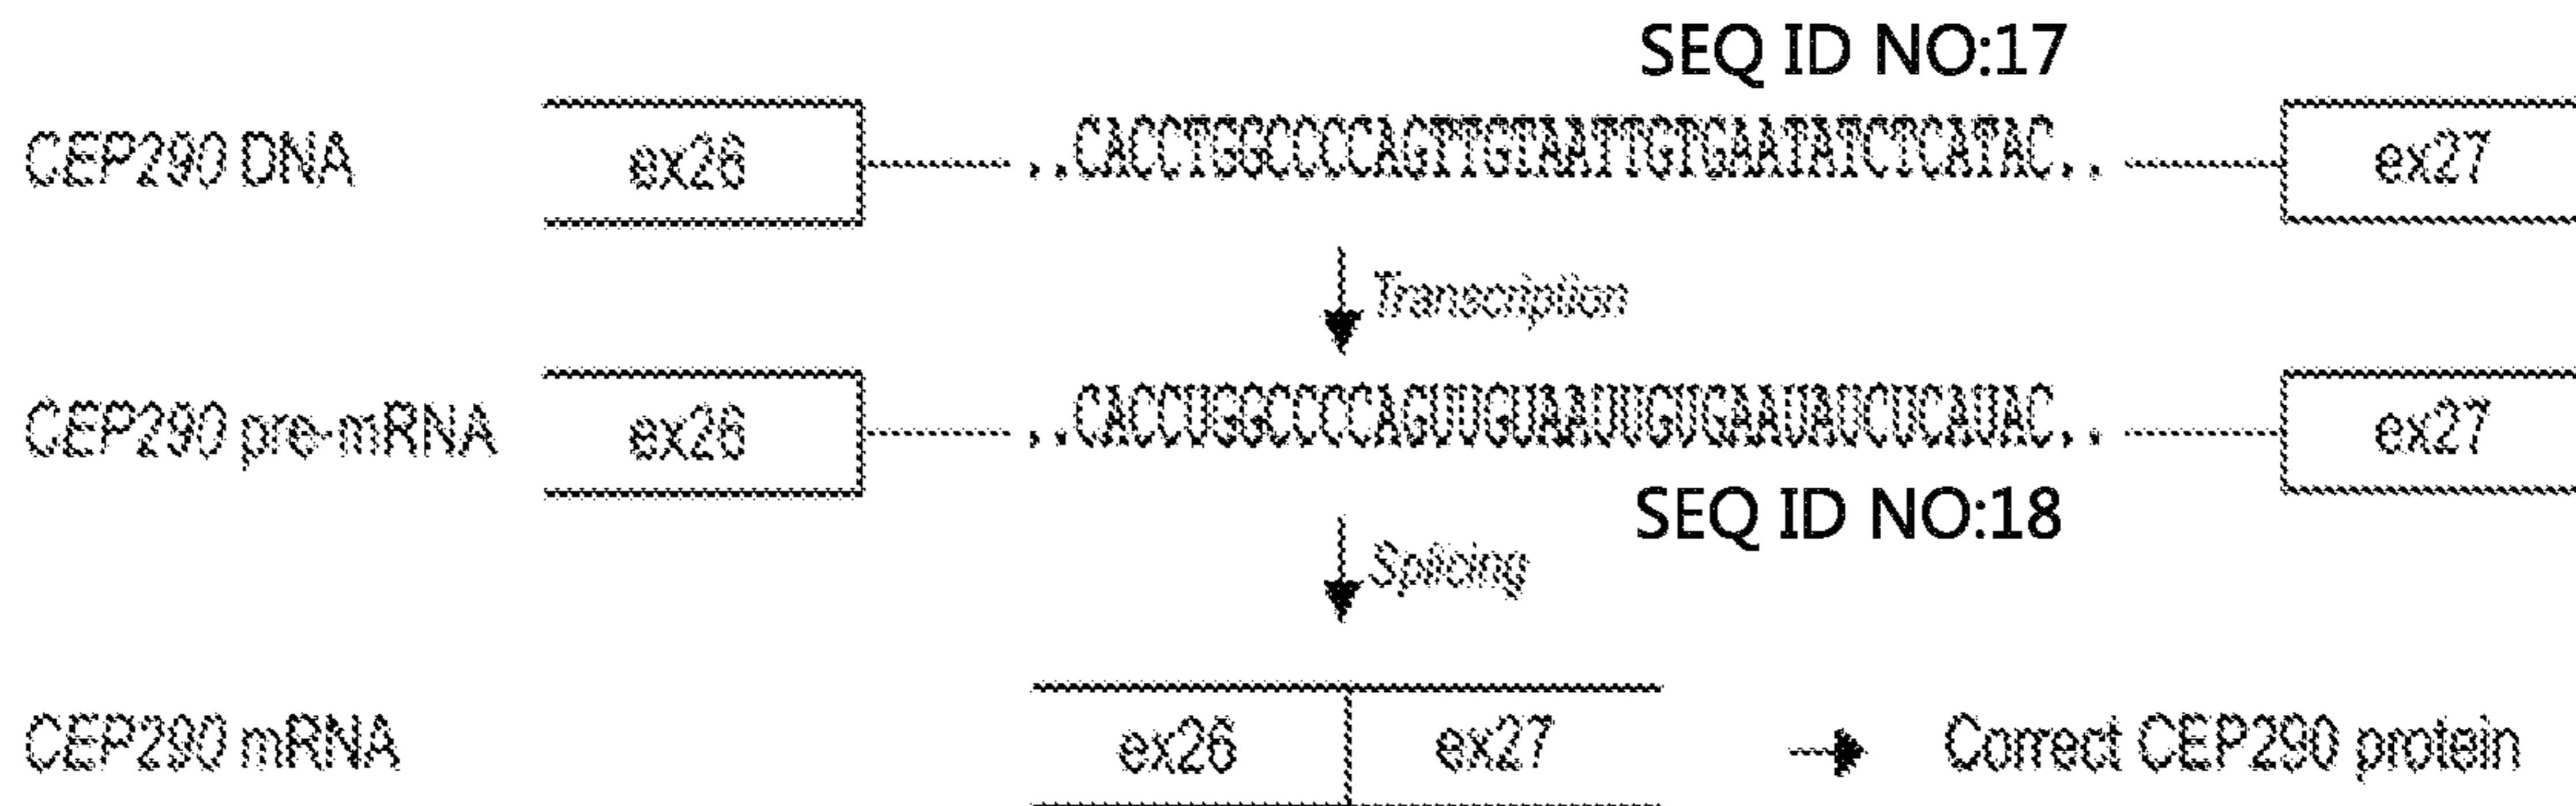 SEQ ID NO:17
CEP290 DNA ex26 ..CACCTGGCCCCAGTTGTAATTGTGAATATCTCATAC.. ex27
Transcription
CEP290 pre-mRNA ex26 ..CACCUGGCCCCAGUUGUAAUUGUGAAUAUCUCAUAC.. ex27
SEQ ID NO:18
Splicing
CEP290 mRNA ex26 ex27 Correct CEP290 protein